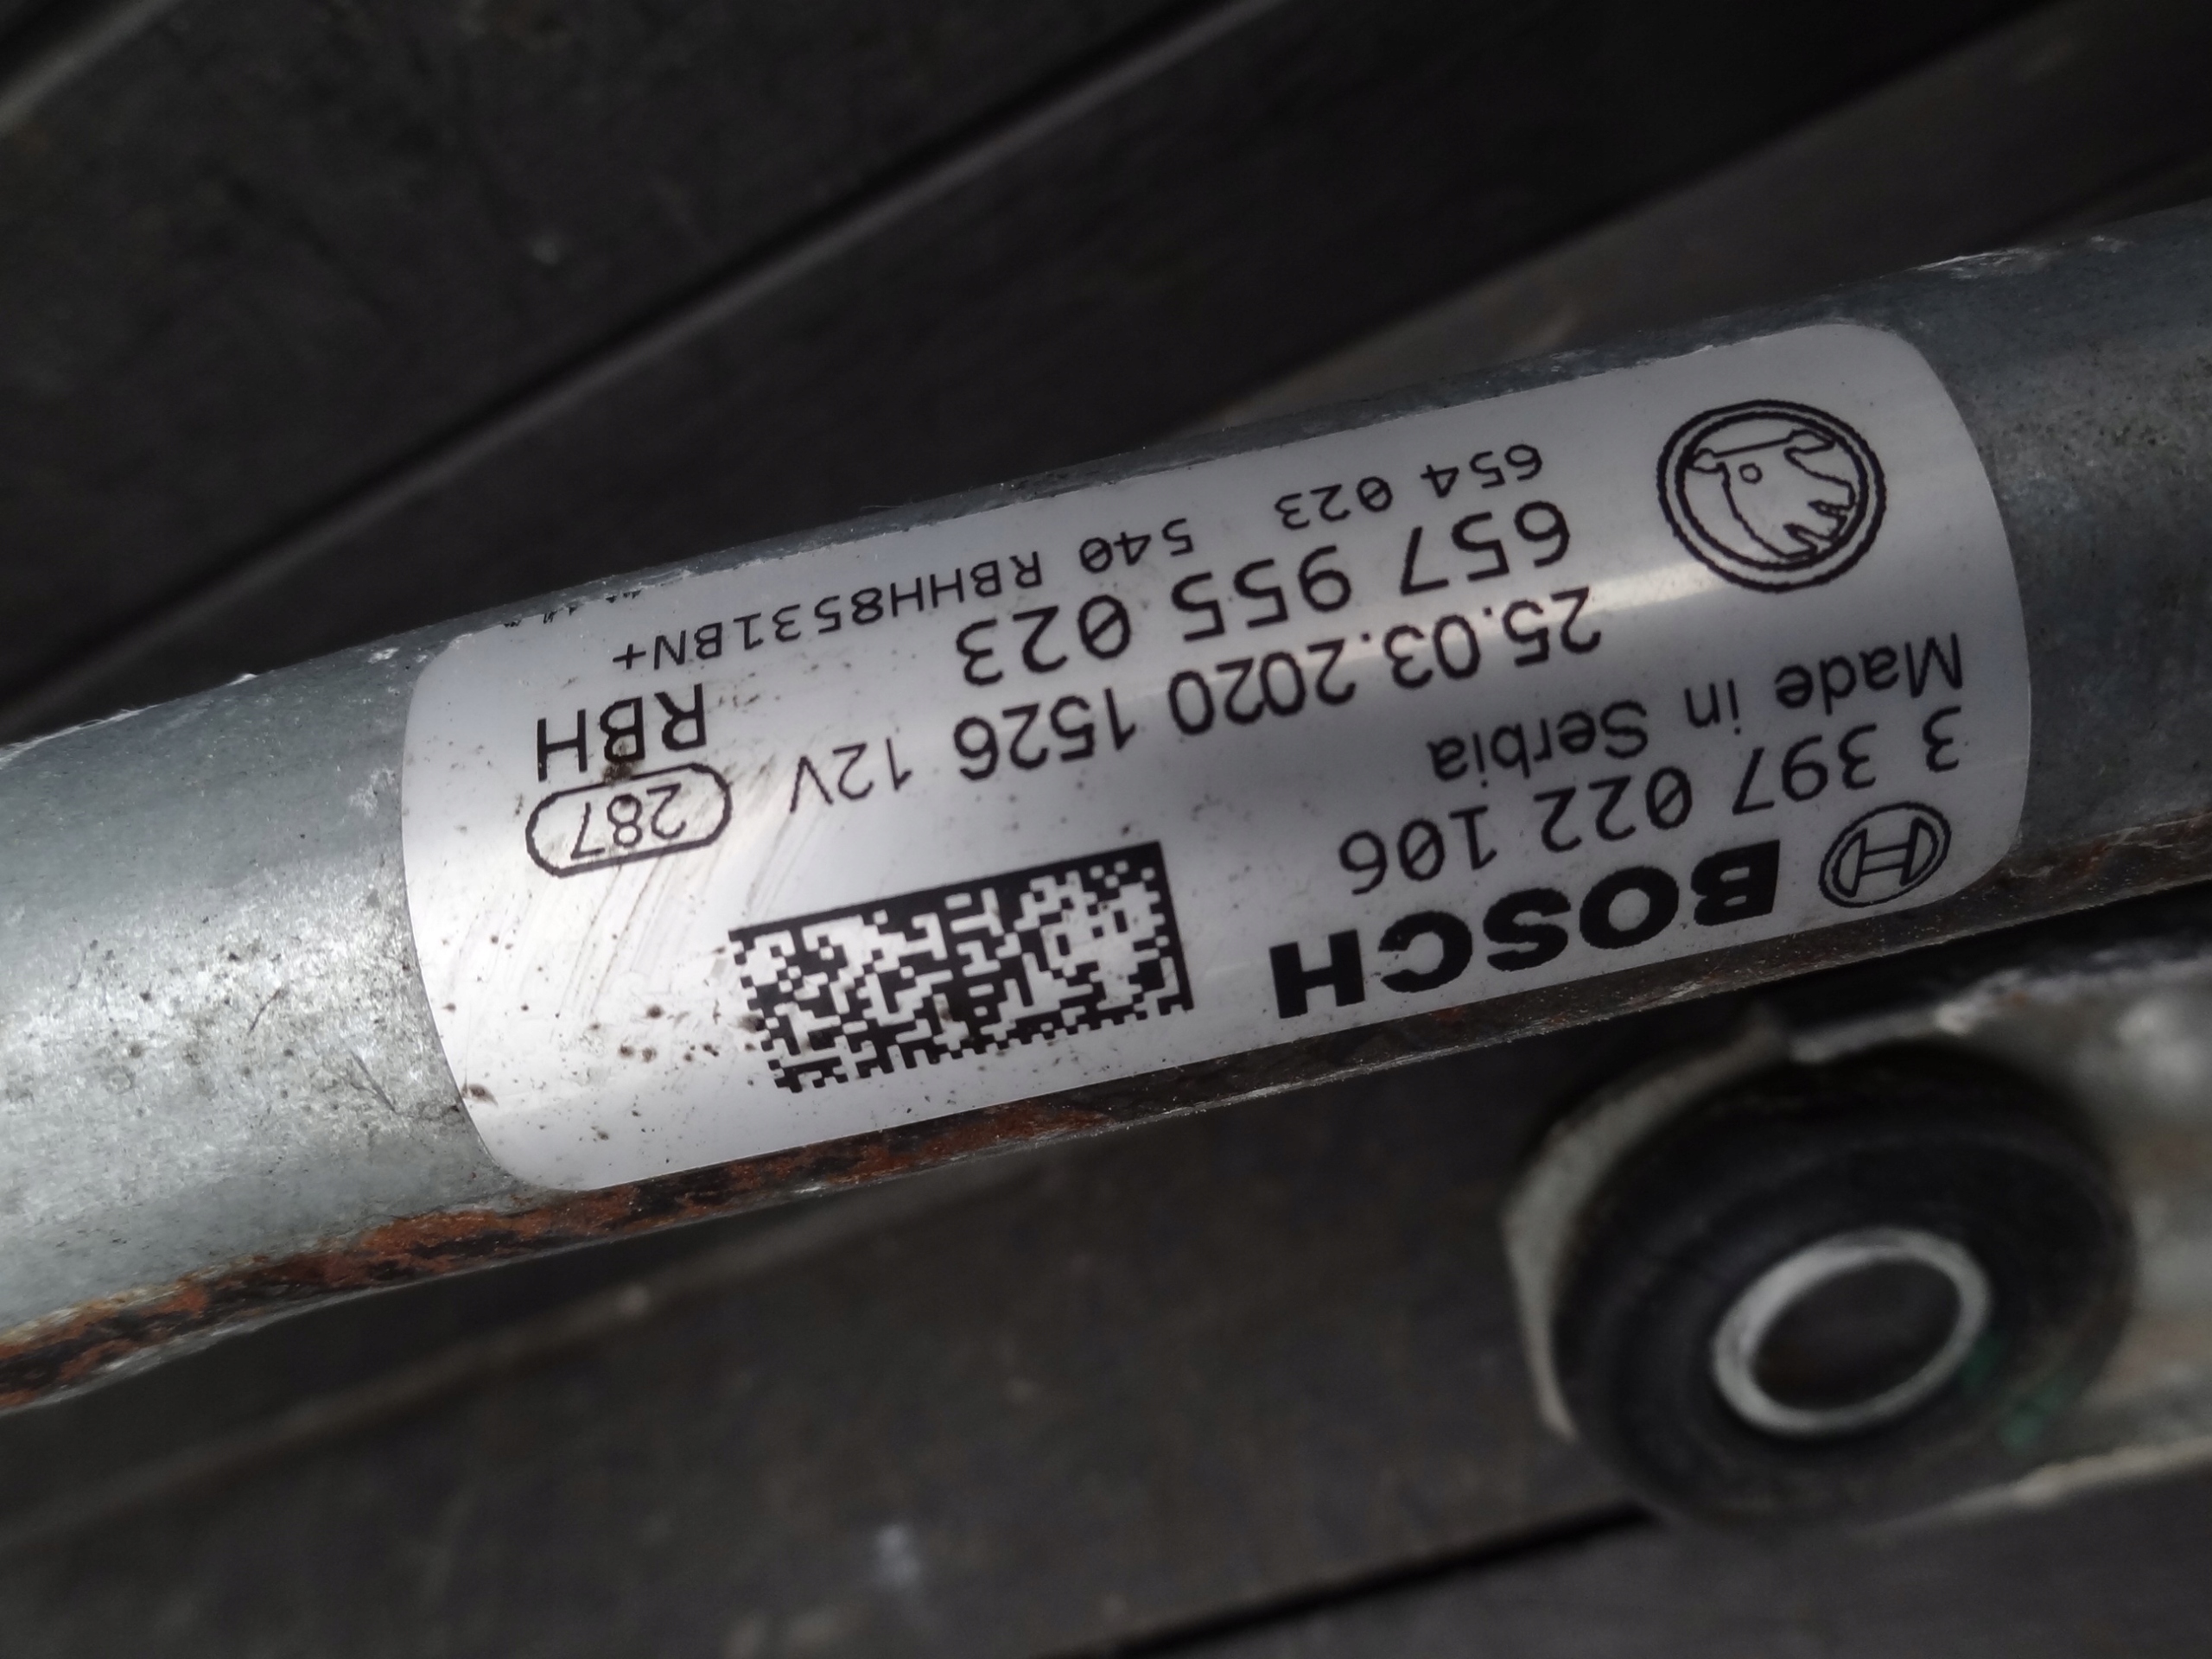 BOSCH
3 397 022 106
Made in Serbia
25.03.2020 1526 12V
287
657 955 023
RBH
654 023 540 RBHH8531BN+